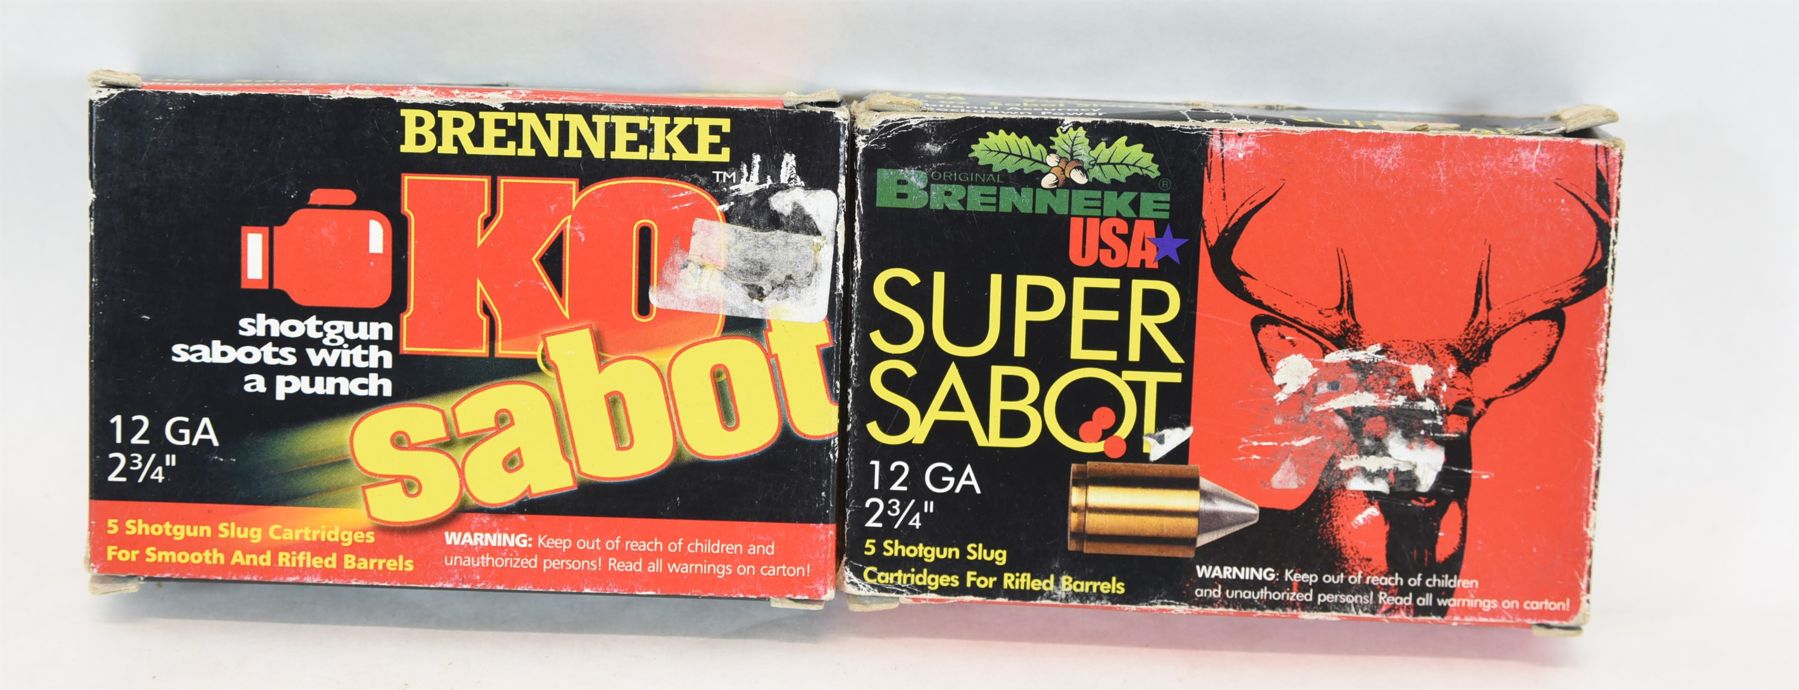 BRENNEKE
KO™
sabot
shotgun
sabots with
a punch
12 GA
2¾"
5 Shotgun Slug Cartridges
For Smooth And Rifled Barrels
WARNING: Keep out of reach of children and
unauthorized persons! Read all warnings on carton!
ORIGINAL
BRENNEKE®
USA
SUPER
SABOT
12 GA
2¾"
5 Shotgun Slug
Cartridges For Rifled Barrels
WARNING: Keep out of reach of children
and unauthorized persons! Read all warnings on carton!